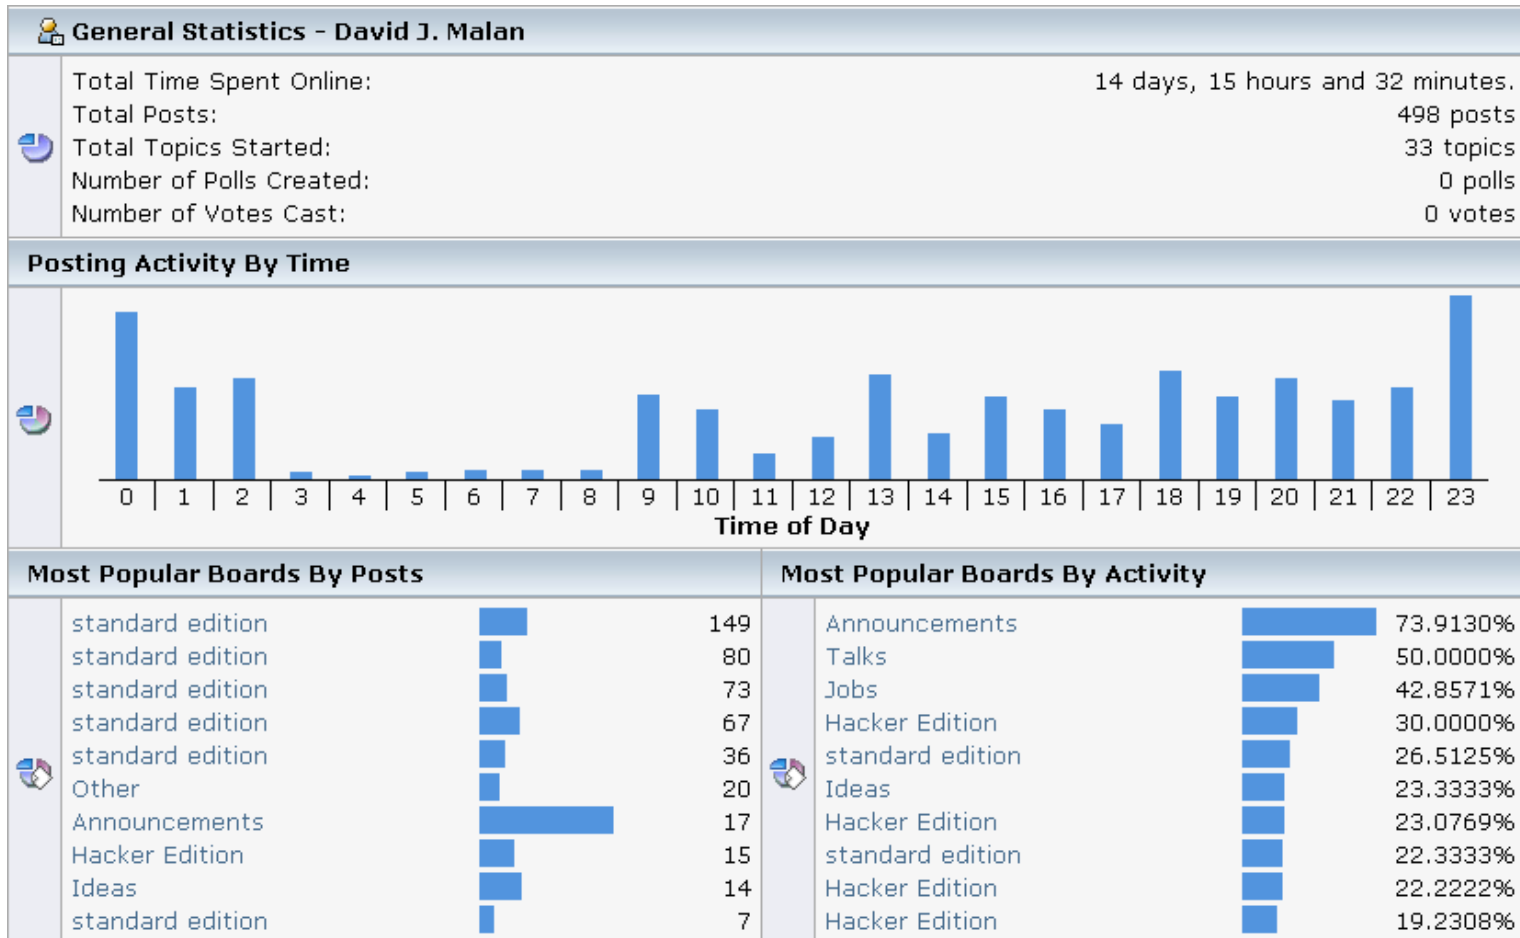 General Statistics - David J. Malan
Total Time Spent Online: 14 days, 15 hours and 32 minutes.
Total Posts: 498 posts
Total Topics Started: 33 topics
Number of Polls Created: 0 polls
Number of Votes Cast: 0 votes
Posting Activity By Time
0 1 2 3 4 5 6 7 8 9 10 11 12 13 14 15 16 17 18 19 20 21 22 23
Time of Day
Most Popular Boards By Posts
standard edition 149
standard edition 80
standard edition 73
standard edition 67
standard edition 36
Other 20
Announcements 17
Hacker Edition 15
Ideas 14
standard edition 7
Most Popular Boards By Activity
Announcements 73.9130%
Talks 50.0000%
Jobs 42.8571%
Hacker Edition 30.0000%
standard edition 26.5125%
Ideas 23.3333%
Hacker Edition 23.0769%
standard edition 22.3333%
Hacker Edition 22.2222%
Hacker Edition 19.2308%